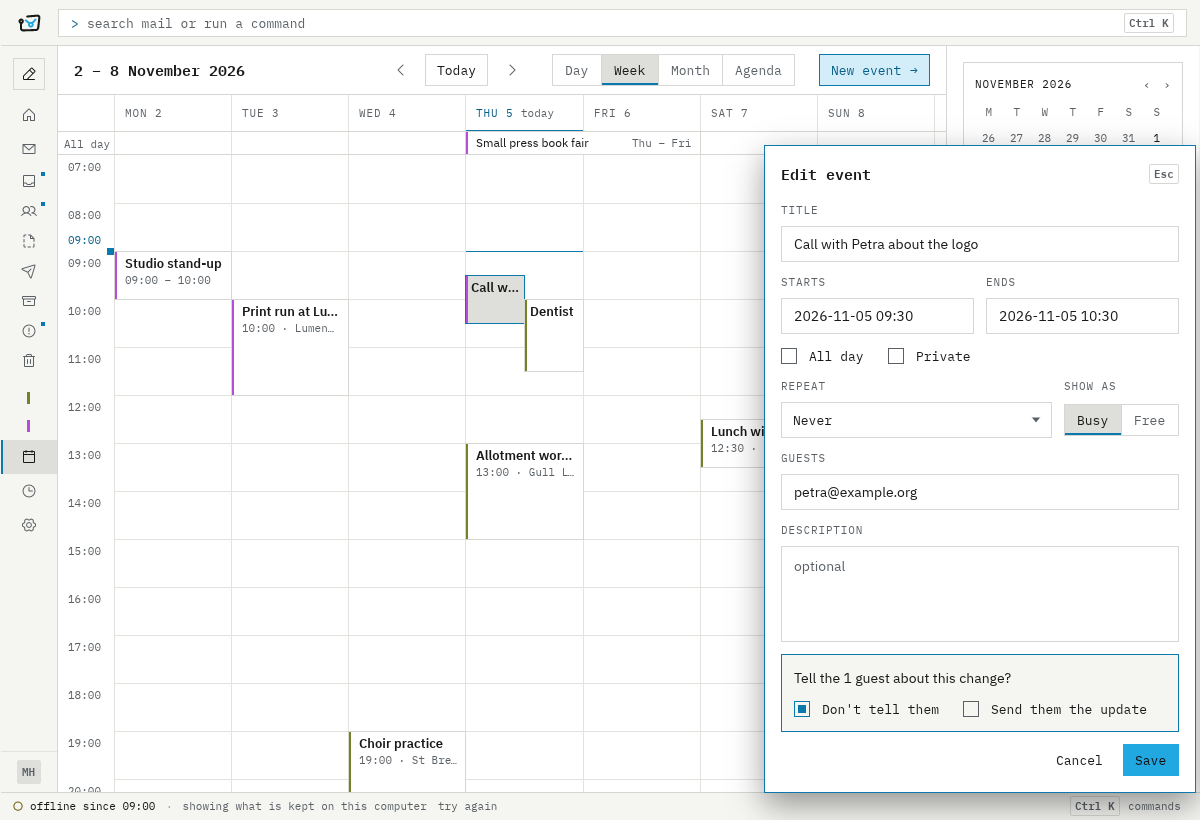 > search mail or run a command Ctrl K
2 – 8 November 2026 Today Day Week Month Agenda New event →
NOVEMBER 2026 ‹ ›
M T W T F S S
26 27 28 29 30 31 1
MON 2 TUE 3 WED 4 THU 5 today FRI 6 SAT 7 SUN 8
All day Small press book fair Thu – Fri
07:00
08:00
09:00
09:00
10:00
11:00
12:00
13:00
14:00
15:00
16:00
17:00
18:00
19:00
20:00
Studio stand-up
09:00 – 10:00
Print run at Lu…
10:00 · Lumen…
Call w…
Dentist
Allotment wor…
13:00 · Gull L…
Lunch wi
12:30 ·
Choir practice
19:00 · St Bre…
Edit event Esc
TITLE
Call with Petra about the logo
STARTS ENDS
2026-11-05 09:30 2026-11-05 10:30
All day Private
REPEAT SHOW AS
Never Busy Free
GUESTS
petra@example.org
DESCRIPTION
optional
Tell the 1 guest about this change?
Don't tell them Send them the update
Cancel Save
MH
offline since 09:00 · showing what is kept on this computer try again Ctrl K commands